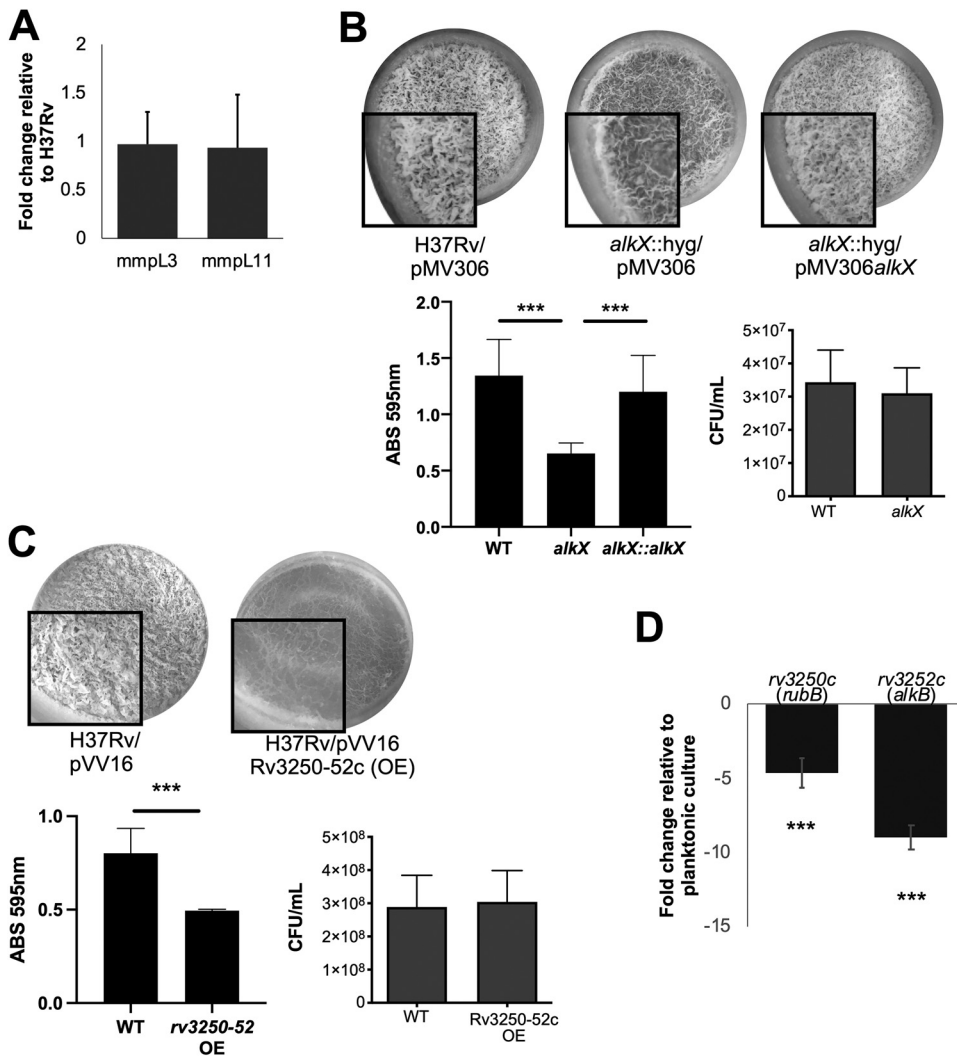 A
Fold change relative
to H37Rv
2
1.5
1
0.5
0
mmpL3 mmpL11
B
H37Rv/
pMV306
alkX::hyg/
pMV306
alkX::hyg/
pMV306alkX
ABS 595nm
2.0
1.5
1.0
0.5
0.0
*** ***
WT alkX alkX::alkX
CFU/mL
5×10⁷
4×10⁷
3×10⁷
2×10⁷
1×10⁷
0
WT alkX
C
H37Rv/
pVV16
H37Rv/pVV16
Rv3250-52c (OE)
ABS 595nm
1.0
0.5
0.0
***
WT rv3250-52
OE
CFU/mL
5×10⁸
4×10⁸
3×10⁸
2×10⁸
1×10⁸
0
WT Rv3250-52c
OE
D
rv3250c rv3252c
(rubB) (alkB)
Fold change relative to
planktonic culture
0
-5
-10
-15
***
***